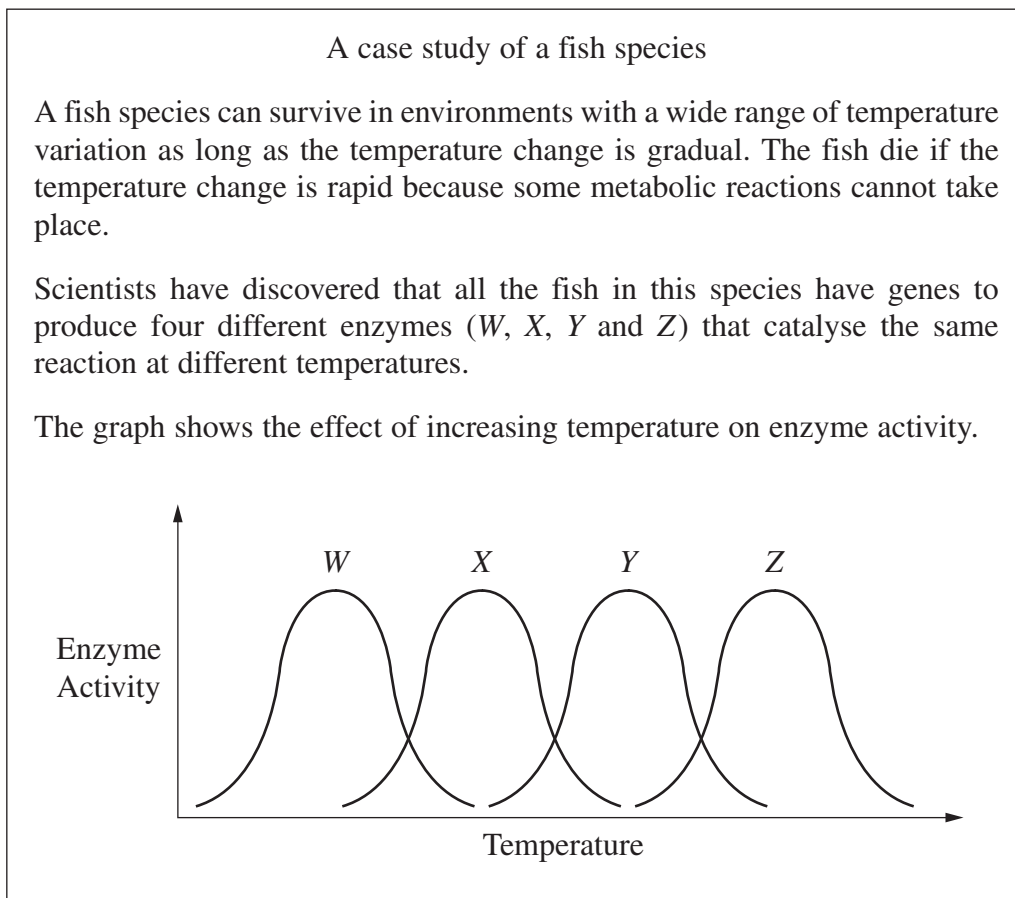 A case study of a fish species
A fish species can survive in environments with a wide range of temperature
variation as long as the temperature change is gradual. The fish die if the
temperature change is rapid because some metabolic reactions cannot take
place.
Scientists have discovered that all the fish in this species have genes to
produce four different enzymes (W, X, Y and Z) that catalyse the same
reaction at different temperatures.
The graph shows the effect of increasing temperature on enzyme activity.
W X Y Z
Enzyme
Activity
Temperature